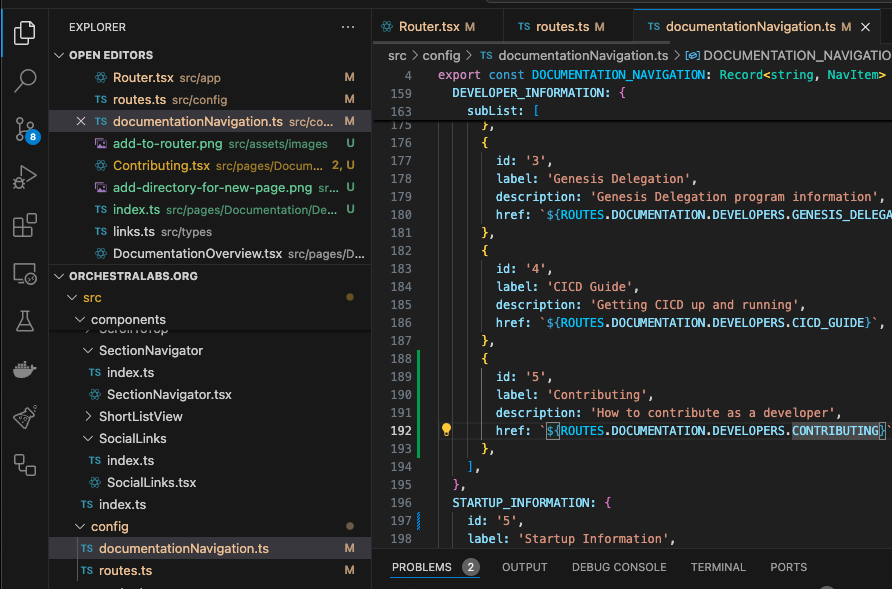 EXPLORER
OPEN EDITORS
Router.tsx src/app M
TS routes.ts src/config M
TS documentationNavigation.ts src/co... M
add-to-router.png src/assets/images U
Contributing.tsx src/pages/Docum... 2, U
add-directory-for-new-page.png sr... U
TS index.ts src/pages/Documentation/De... U
TS links.ts src/types
DocumentationOverview.tsx src/pages/D...
ORCHESTRALABS.ORG
src
components
ScrollToTop
SectionNavigator
TS index.ts
SectionNavigator.tsx
ShortListView
SocialLinks
TS index.ts
SocialLinks.tsx
TS index.ts
config
TS documentationNavigation.ts M
TS routes.ts M
8
Router.tsx M
TS routes.ts M
TS documentationNavigation.ts M
src > config > TS documentationNavigation.ts > DOCUMENTATION_NAVIGATIO
4 export const DOCUMENTATION_NAVIGATION: Record<string, NavItem>
159 DEVELOPER_INFORMATION: {
163 subList: [
175 },
176 {
177 id: '3',
178 label: 'Genesis Delegation',
179 description: 'Genesis Delegation program information',
180 href: `${ROUTES.DOCUMENTATION.DEVELOPERS.GENESIS_DELEGA
181 },
182 {
183 id: '4',
184 label: 'CICD Guide',
185 description: 'Getting CICD up and running',
186 href: `${ROUTES.DOCUMENTATION.DEVELOPERS.CICD_GUIDE}`,
187 },
188 {
189 id: '5',
190 label: 'Contributing',
191 description: 'How to contribute as a developer',
192 href: `${ROUTES.DOCUMENTATION.DEVELOPERS.CONTRIBUTING}`
193 },
194 ],
195 },
196 STARTUP_INFORMATION: {
197 id: '5',
198 label: 'Startup Information',
PROBLEMS 2 OUTPUT DEBUG CONSOLE TERMINAL PORTS